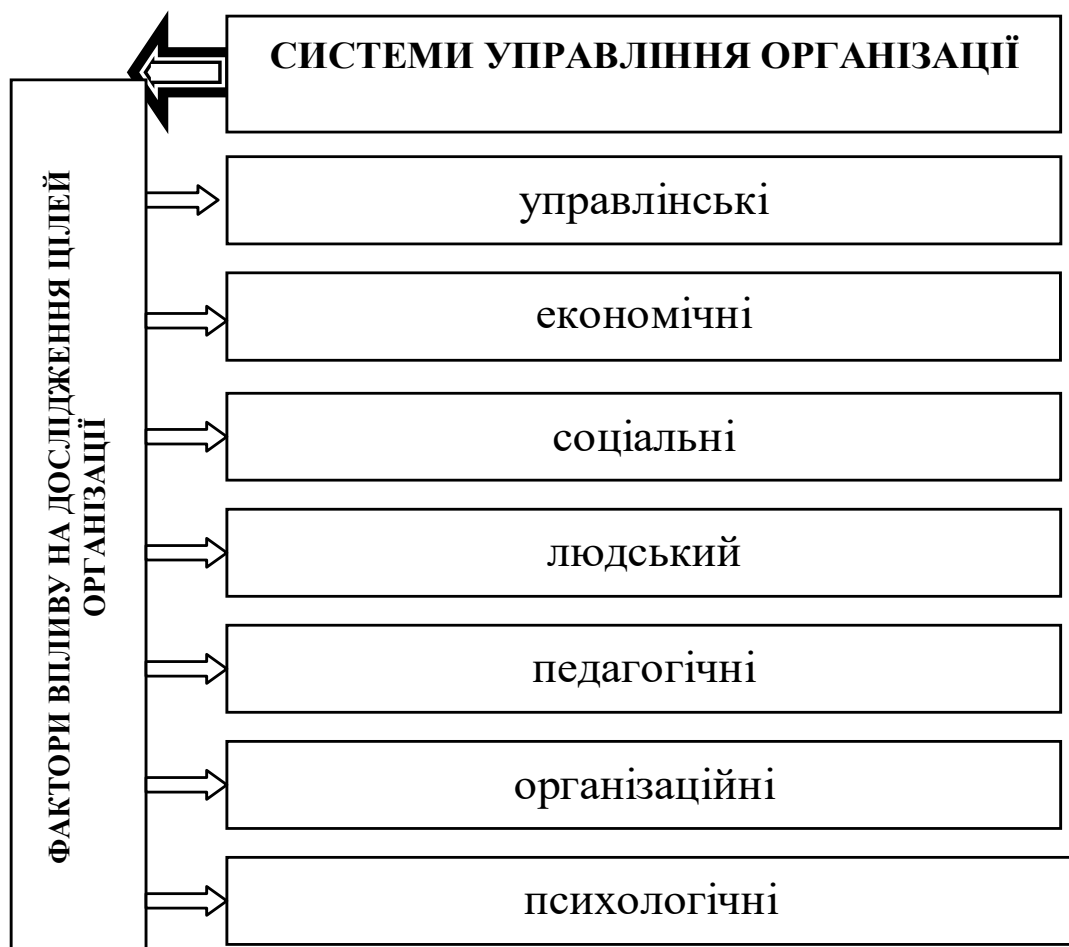 СИСТЕМИ УПРАВЛІННЯ ОРГАНІЗАЦІЇ
ФАКТОРИ ВПЛИВУ НА ДОСЛІДЖЕННЯ ЦІЛЕЙ
ОРГАНІЗАЦІЇ
управлінські
економічні
соціальні
людський
педагогічні
організаційні
психологічні